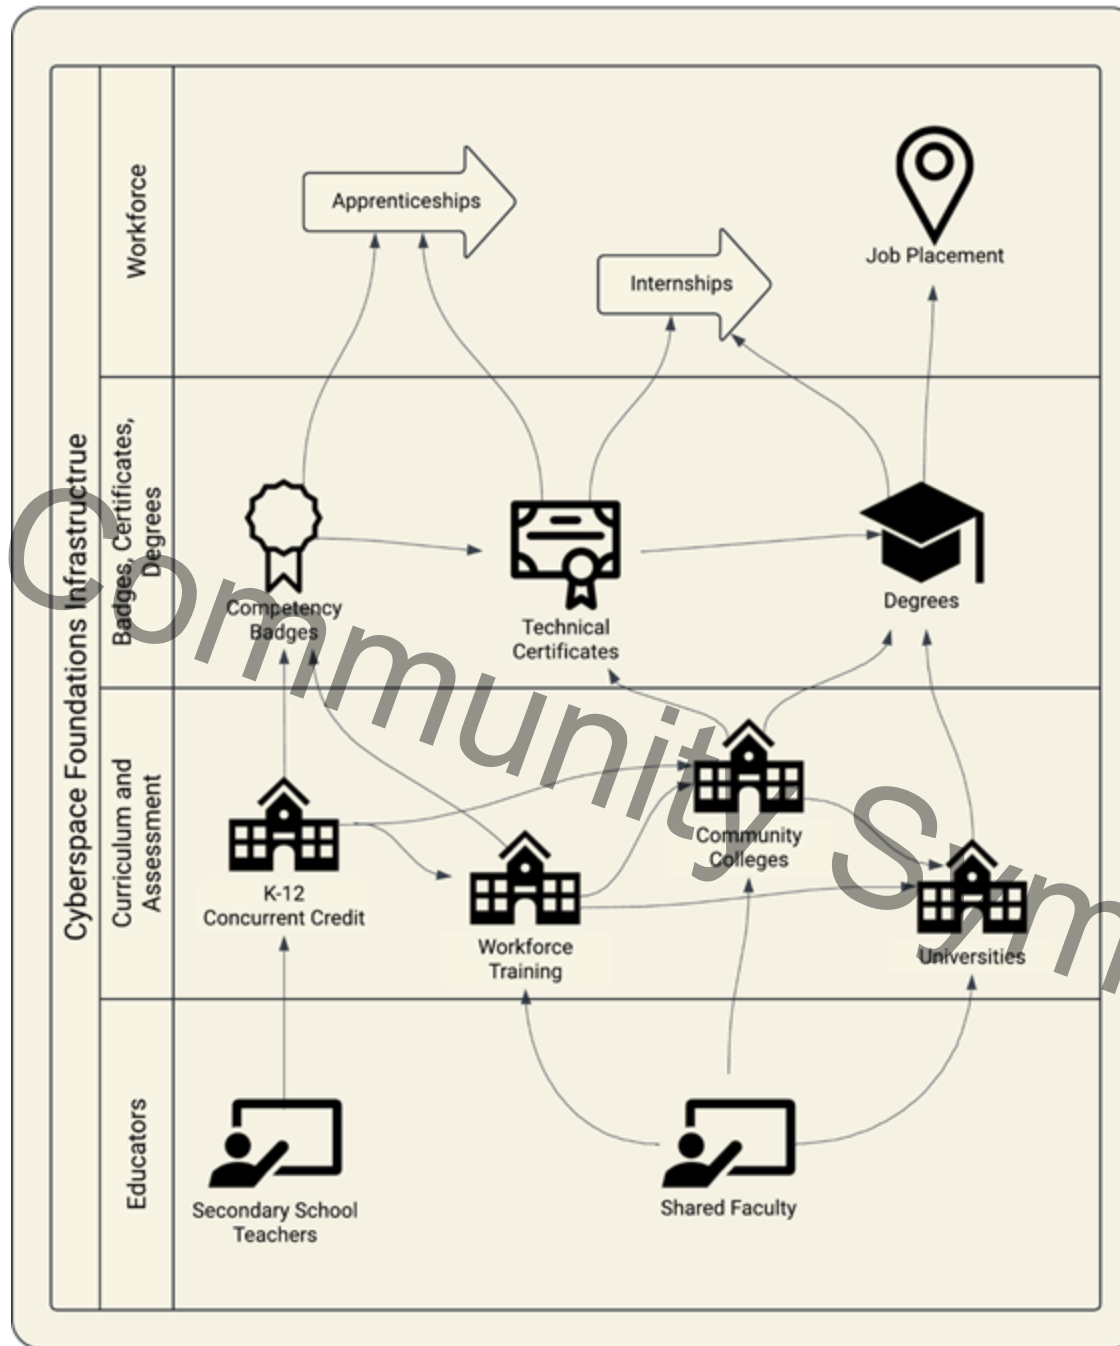 Cyberspace Foundations Infrastructrue
Workforce
Apprenticeships
Internships
Job Placement
Badges, Certificates,
Degrees
Competency
Badges
Technical
Certificates
Degrees
Curriculum and
Assessment
K-12
Concurrent Credit
Workforce
Training
Community
Colleges
Universities
Educators
Secondary School
Teachers
Shared Faculty
Community Sym